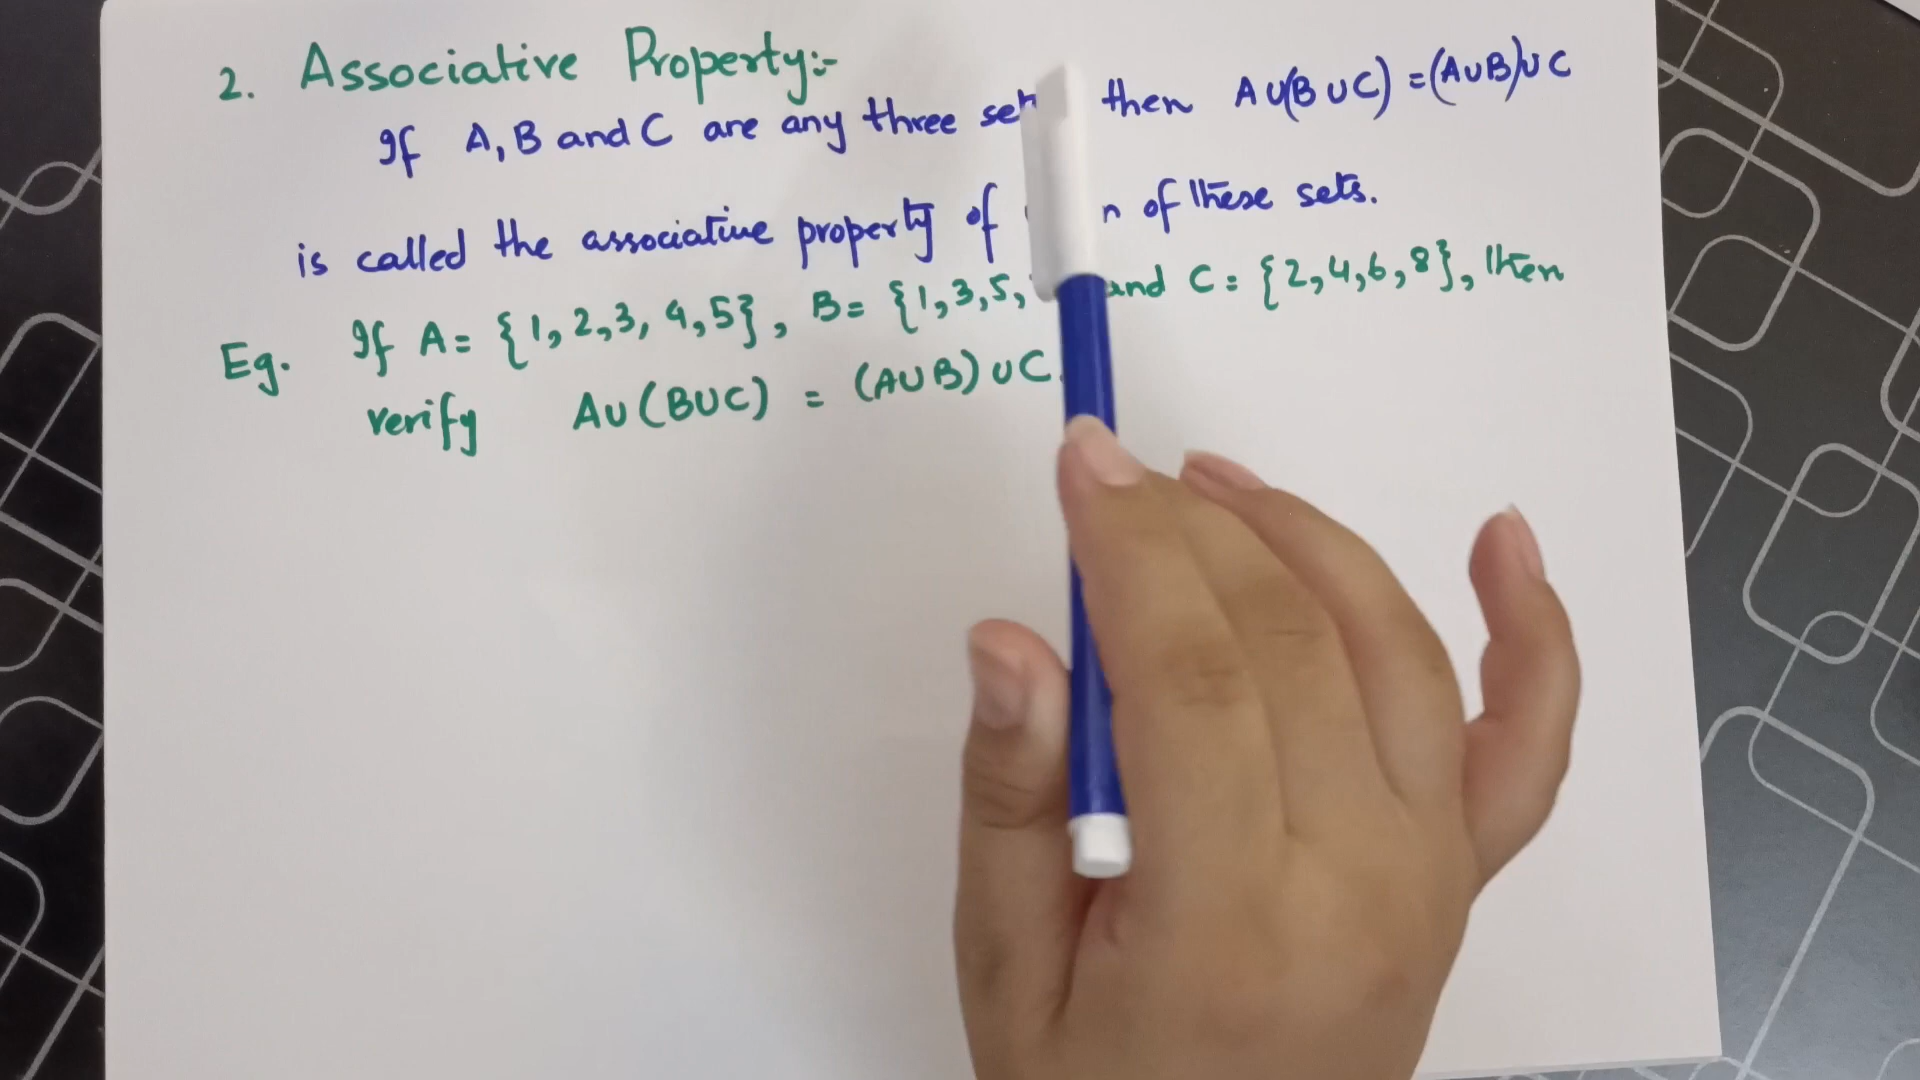 2. Associative Property:-
If A, B and C are any three sets then A∪(B∪C) = (A∪B)∪C
is called the associative property of of these sets.
Eg. If A = {1,2,3,4,5}, B = {1,3,5, and C = {2,4,6,8}, then
verify A∪(B∪C) = (A∪B)∪C.